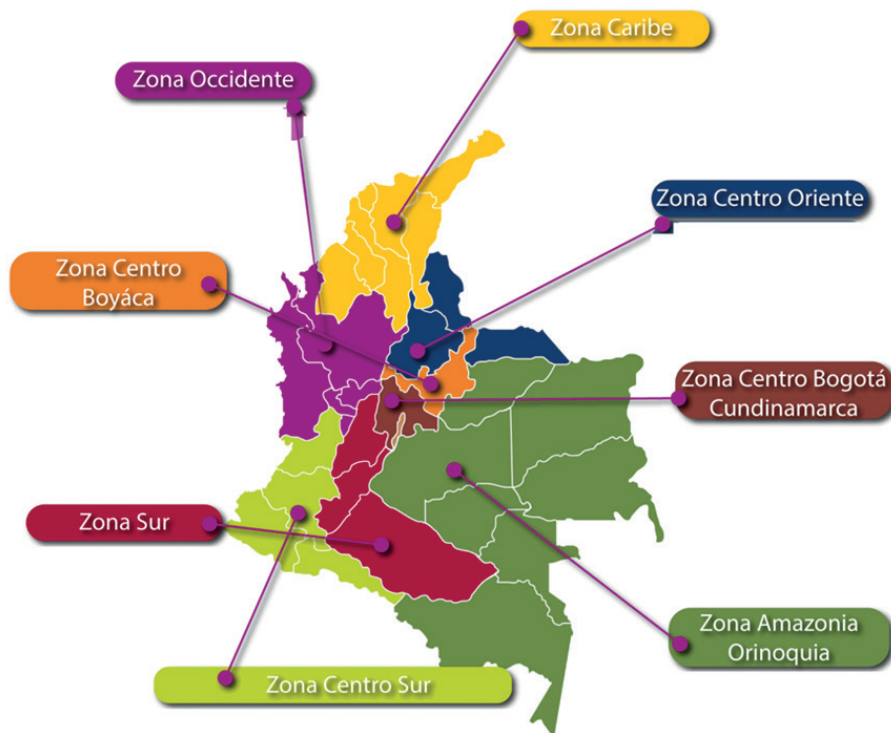 Zona Caribe
Zona Occidente
Zona Centro Oriente
Zona Centro
Boyáca
Zona Centro Bogotá
Cundinamarca
Zona Sur
Zona Amazonia
Orinoquia
Zona Centro Sur